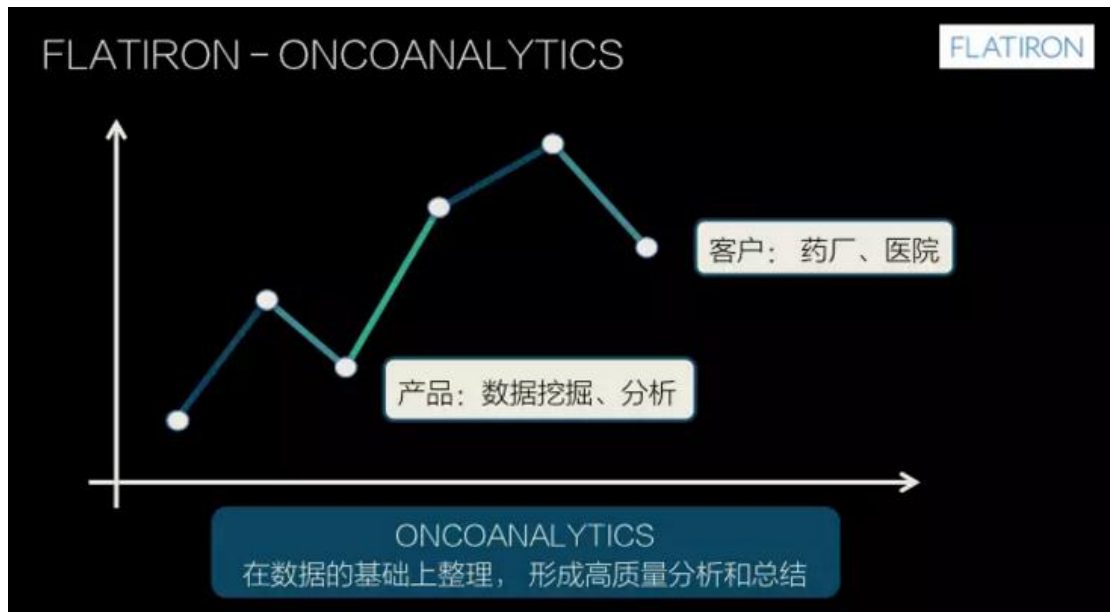 FLATIRON – ONCOANALYTICS
FLATIRON
客户： 药厂、医院
产品：数据挖掘、分析
ONCOANALYTICS
在数据的基础上整理， 形成高质量分析和总结